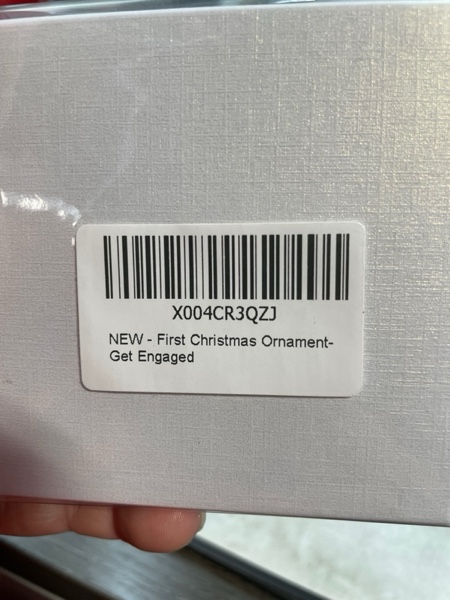 X004CR3QZJ
NEW - First Christmas Ornament-
Get Engaged